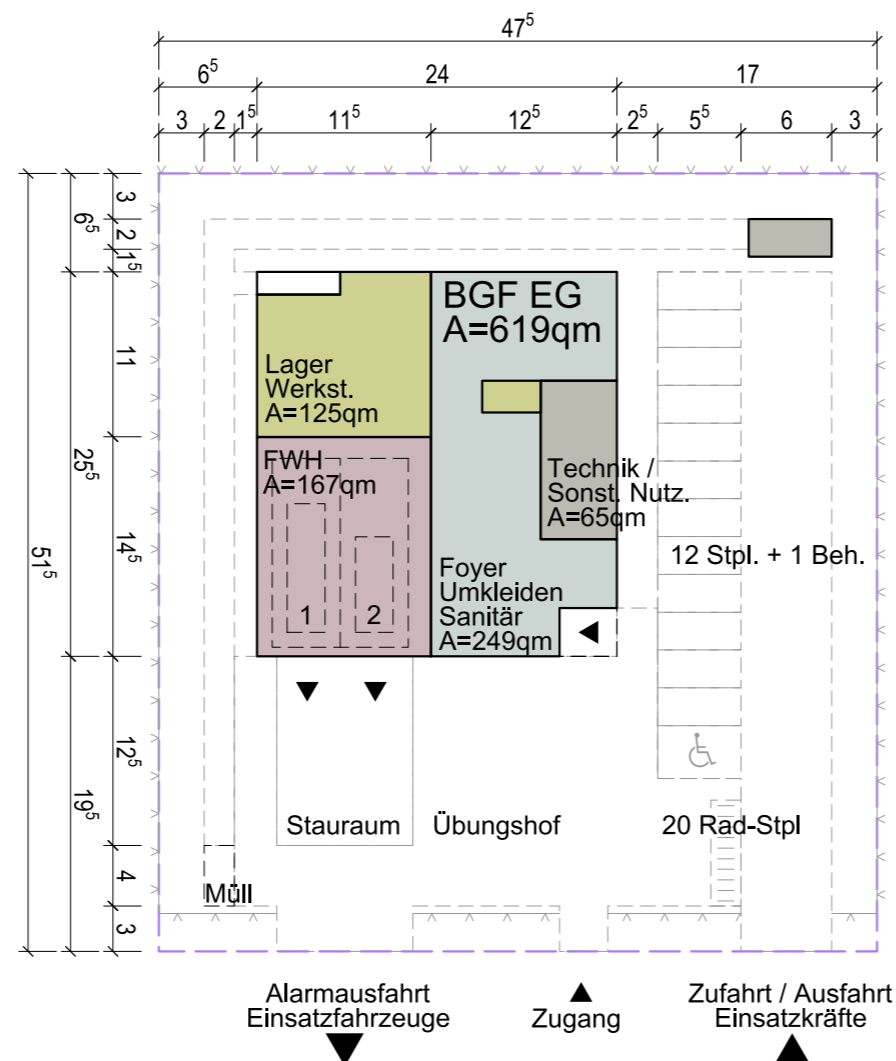 47⁵
6⁵ 24 17
3 2 1⁵ 11⁵ 12⁵ 2⁵ 5⁵ 6 3
51⁵
6⁵ 25⁵ 19⁵
3 2 1⁵ 11 14⁵ 12⁵ 4 3
BGF EG
A=619qm
Lager
Werkst.
A=125qm
FWH
A=167qm
1 2
Technik /
Sonst. Nutz.
A=65qm
Foyer
Umkleiden
Sanitär
A=249qm
12 Stpl. + 1 Beh.
Stauraum
Übungshof
20 Rad-Stpl
Müll
Alarmausfahrt
Einsatzfahrzeuge
Zugang
Zufahrt / Ausfahrt
Einsatzkräfte